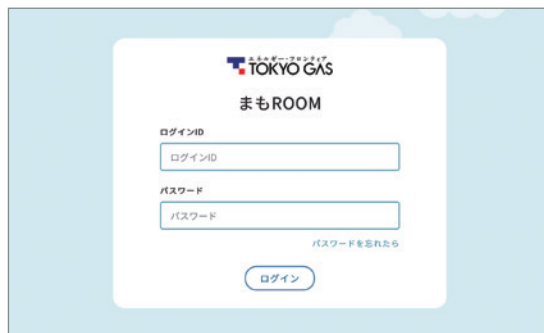 エネルギー・フロンティア
TOKYO GAS
まもROOM
ログインID
ログインID
パスワード
パスワード
パスワードを忘れたら
ログイン